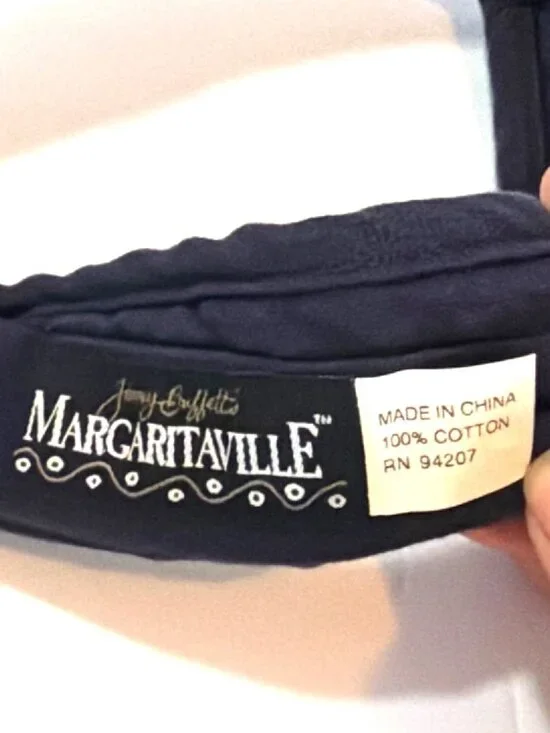 Jimmy Buffett's
MARGARITAVILLE™
MADE IN CHINA
100% COTTON
RN 94207